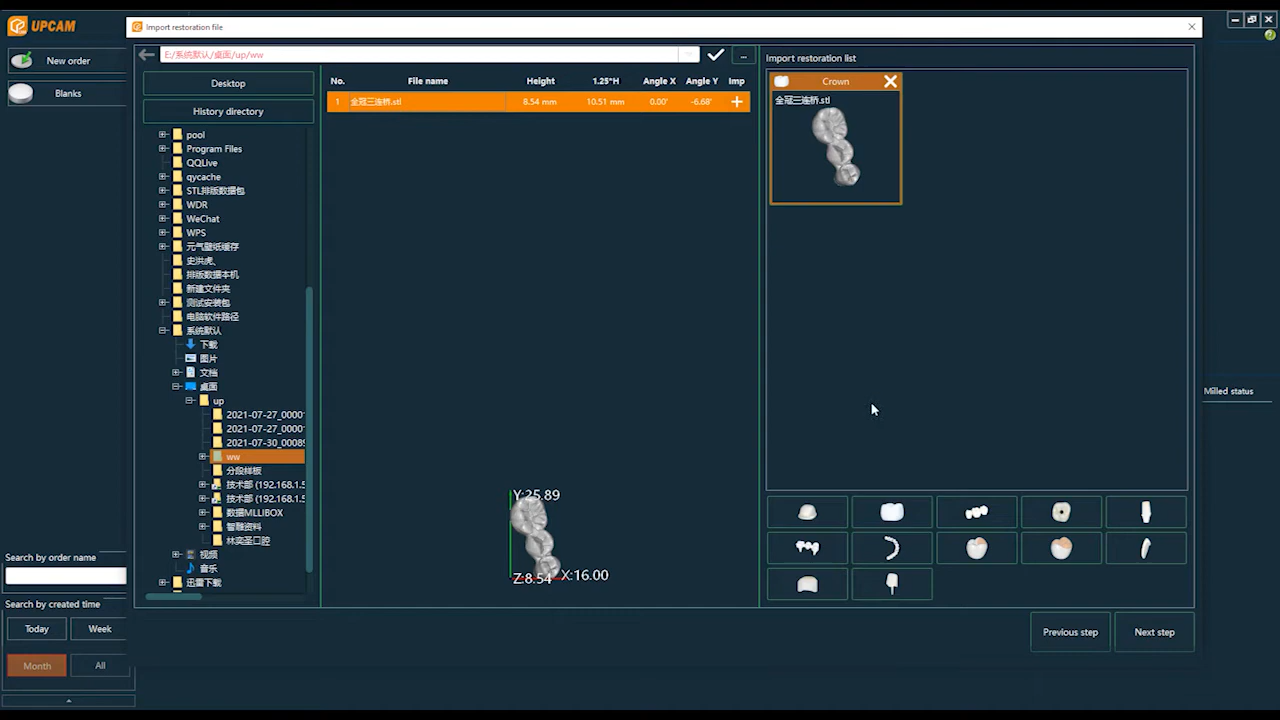 UPCAM
Import restoration file
New order
Blanks
Search by order name
Search by created time
Today
Week
Month
All
E:/系统默认/桌面/up/ww
...
Desktop
History directory
pool
Program Files
QQLive
qycache
STL排版数据包
WDR
WeChat
WPS
元气壁纸缓存
史洪虎、
排版数据本机
新建文件夹
测试安装包
电脑软件路径
系统默认
下载
图片
文档
桌面
up
2021-07-27_0000
2021-07-27_0000
2021-07-30_0008
ww
分段样板
技术部 (192.168.1.5
技术部 (192.168.1.5
数据MLLIBOX
智融资料
林奕圣口腔
视频
音乐
迅雷下载
No. File name Height 1.25*H Angle X Angle Y Imp
1 金冠三连桥.stl 8.54 mm 10.51 mm 0.00' -6.68'
Y:25.89
Z:8.54
X:16.00
Import restoration list
Crown
金冠三连桥.stl
Milled status
Previous step
Next step